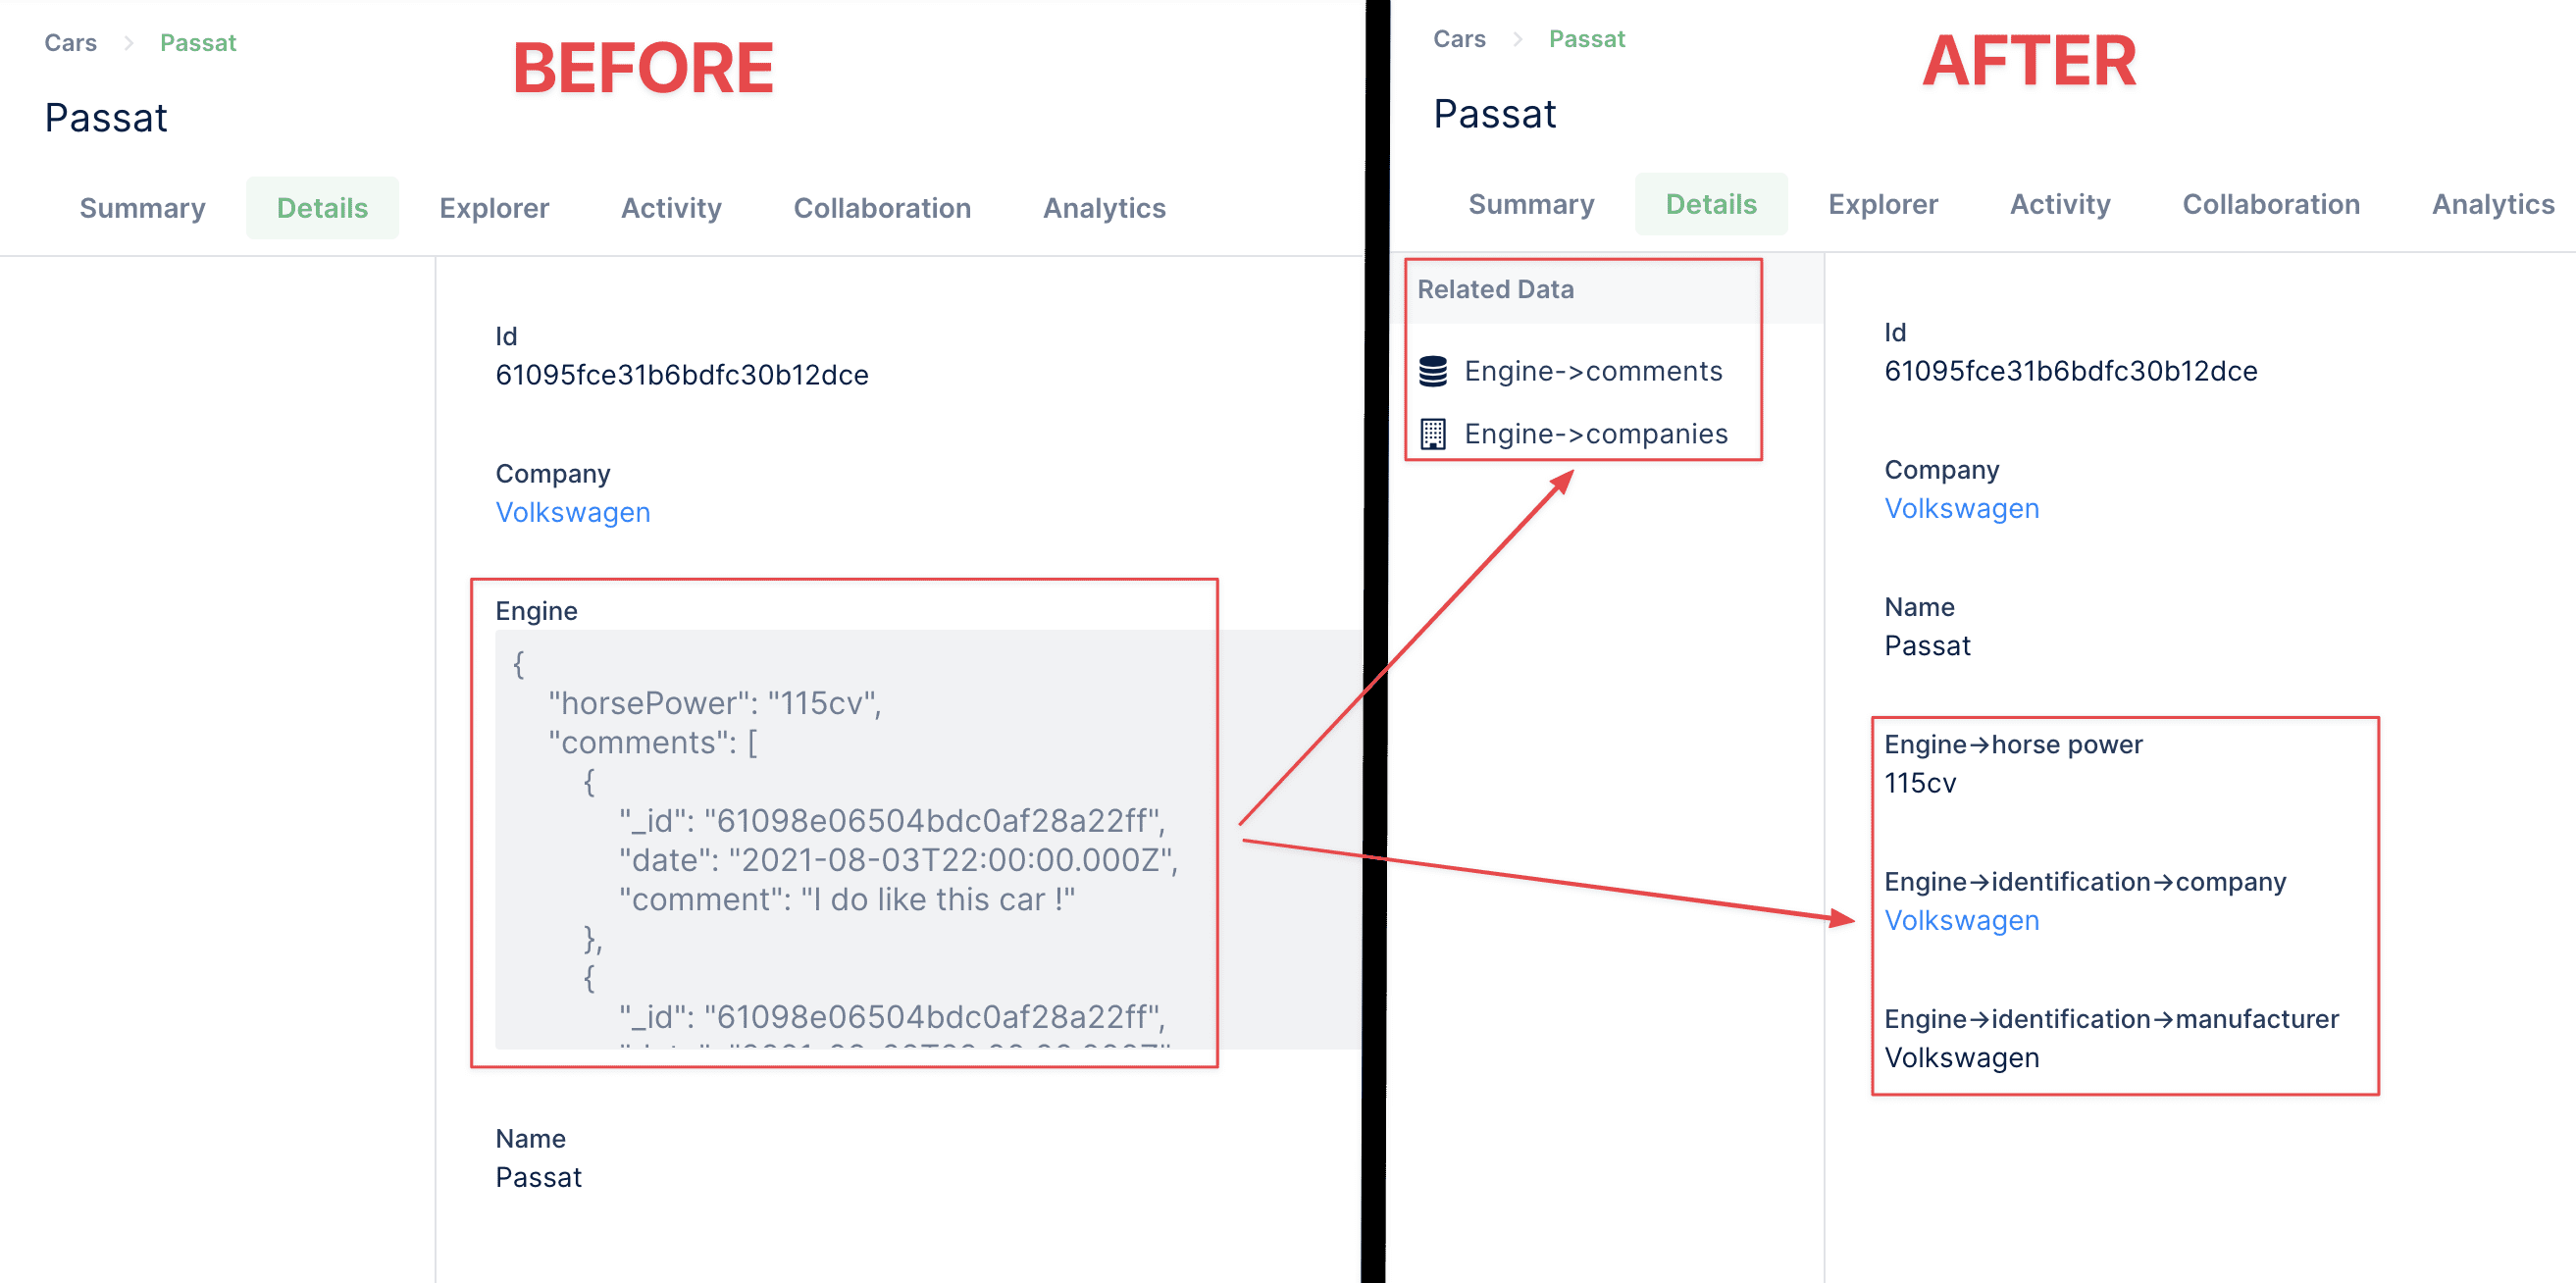 Cars > Passat
BEFORE
Passat
Summary Details Explorer Activity Collaboration Analytics
Id
61095fce31b6bdfc30b12dce
Company
Volkswagen
Engine
{
"horsePower": "115cv",
"comments": [
{
"_id": "61098e06504bdc0af28a22ff",
"date": "2021-08-03T22:00:00.000Z",
"comment": "I do like this car !"
},
{
"_id": "61098e06504bdc0af28a22ff",
Name
Passat
Cars > Passat
AFTER
Passat
Summary Details Explorer Activity Collaboration Analytics
Related Data
Engine->comments
Engine->companies
Id
61095fce31b6bdfc30b12dce
Company
Volkswagen
Name
Passat
Engine→horse power
115cv
Engine→identification→company
Volkswagen
Engine→identification→manufacturer
Volkswagen